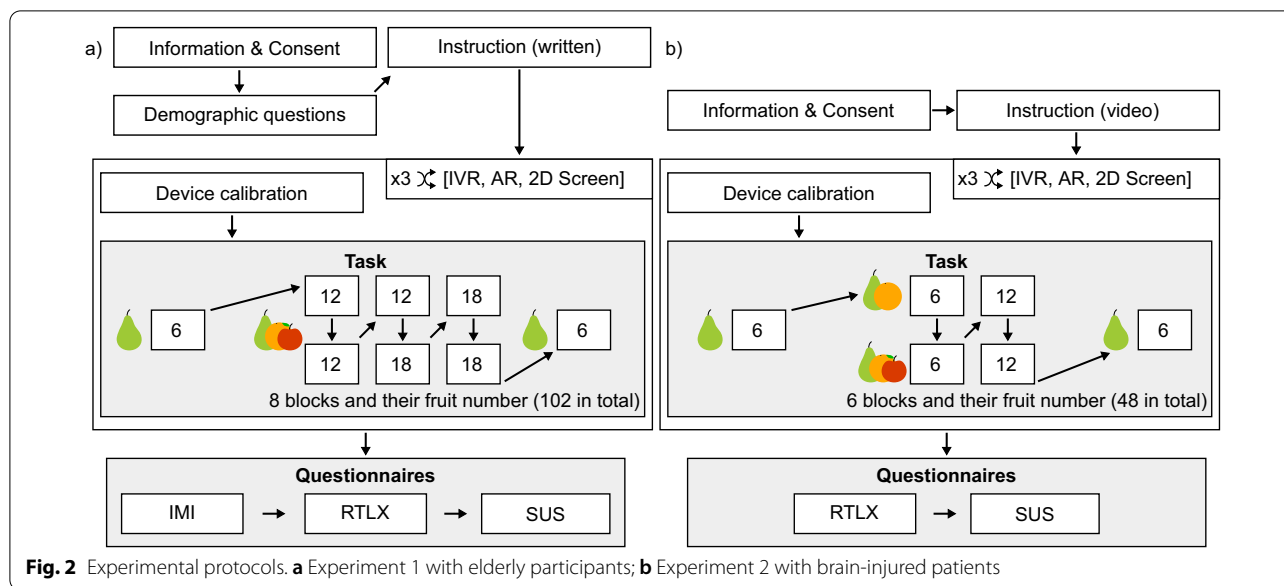 a)
Information & Consent
Instruction (written)
Demographic questions
x3 [IVR, AR, 2D Screen]
Device calibration
Task
6
12
12
18
12
18
18
6
8 blocks and their fruit number (102 in total)
Questionnaires
IMI
RTLX
SUS
b)
Information & Consent
Instruction (video)
x3 [IVR, AR, 2D Screen]
Device calibration
Task
6
6
12
6
12
6
6 blocks and their fruit number (48 in total)
Questionnaires
RTLX
SUS
Fig. 2 Experimental protocols. a Experiment 1 with elderly participants; b Experiment 2 with brain-injured patients